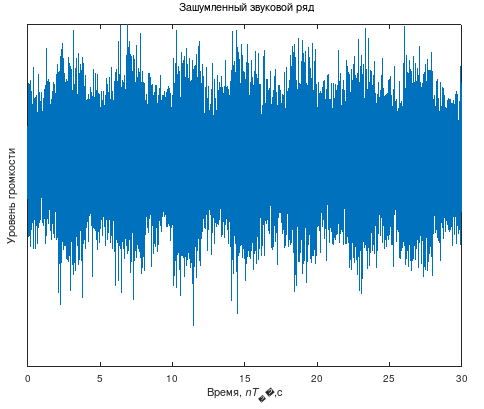 Зашумленный звуковой ряд
Уровень громкости
0 5 10 15 20 25 30
Время, nT��,с